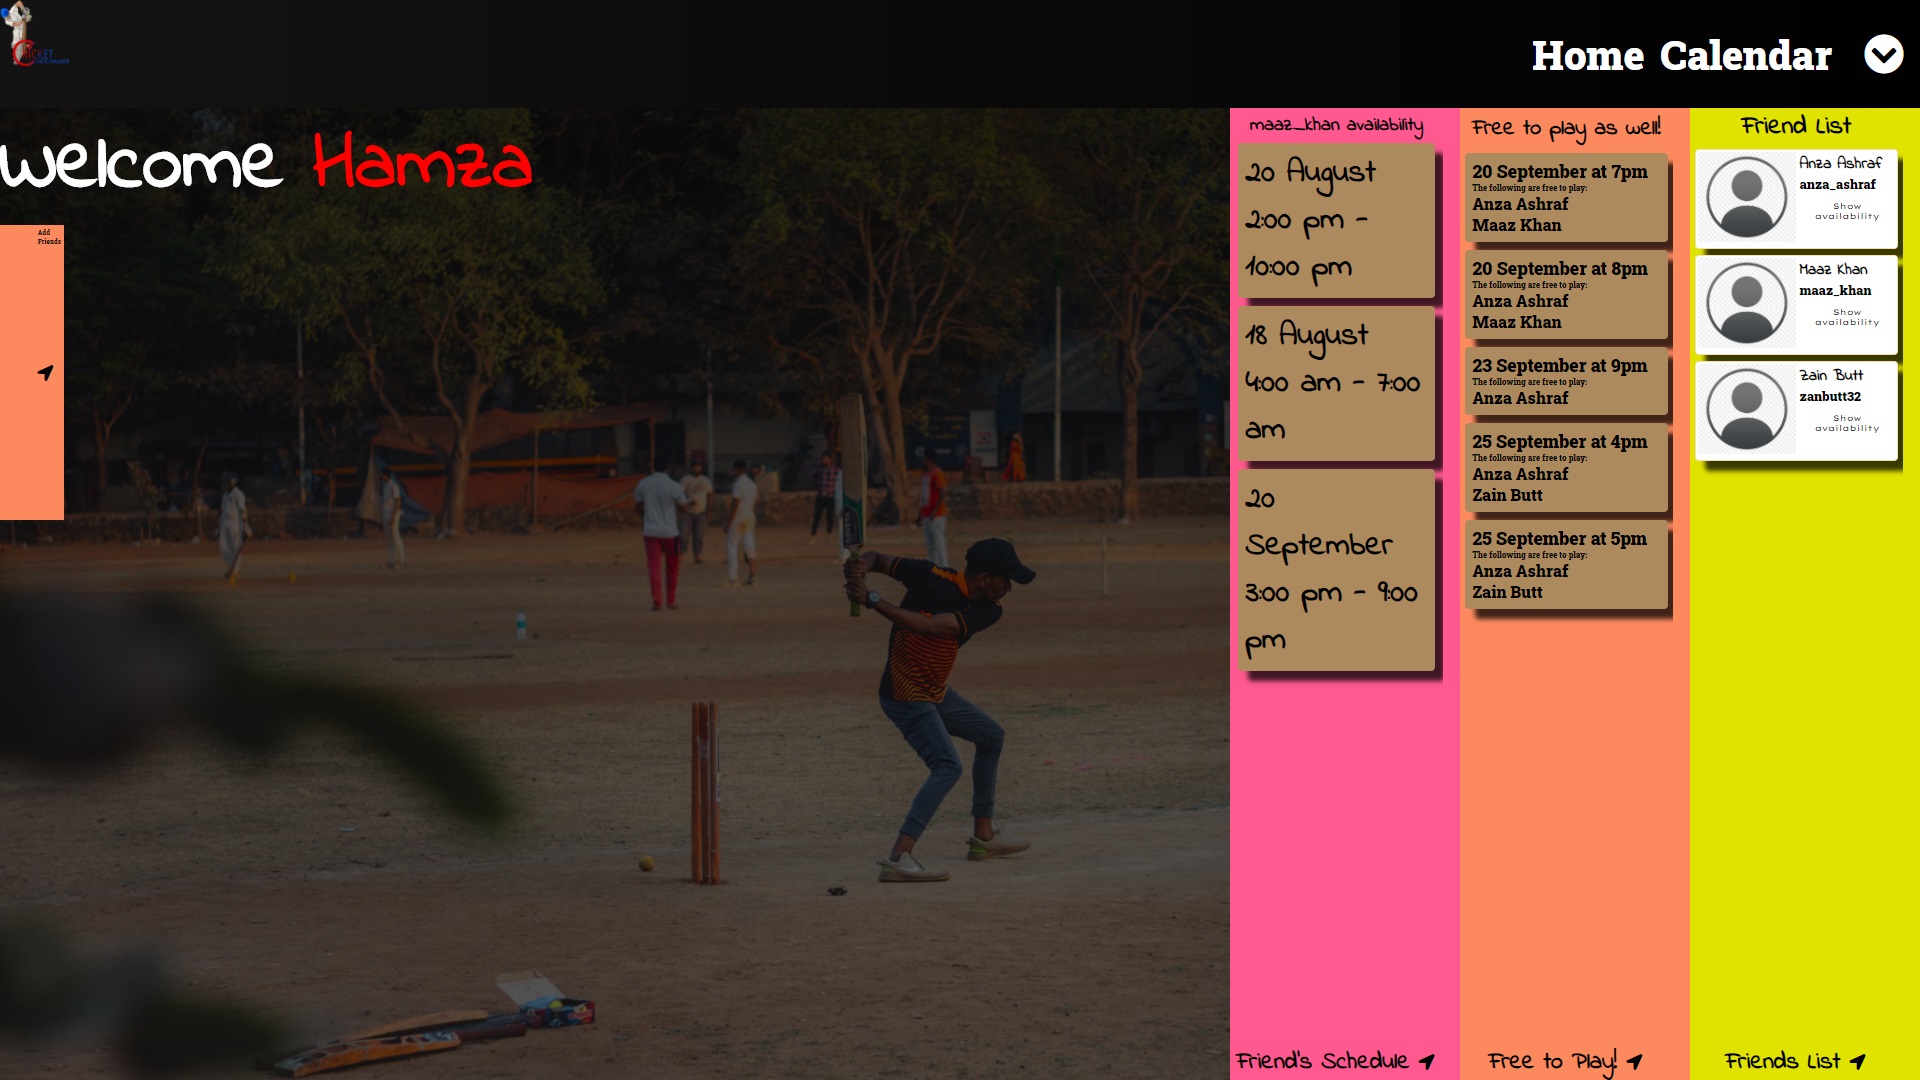 Home Calendar
Welcome Hamza
Add
Friends
maaz_khan availability
20 August
2:00 pm -
10:00 pm
18 August
4:00 am - 7:00
am
20
September
3:00 pm - 9:00
pm
Friend's Schedule
Free to play as well!
20 September at 7pm
The following are free to play:
Anza Ashraf
Maaz Khan
20 September at 8pm
The following are free to play:
Anza Ashraf
Maaz Khan
23 September at 9pm
The following are free to play:
Anza Ashraf
25 September at 4pm
The following are free to play:
Anza Ashraf
Zain Butt
25 September at 5pm
The following are free to play:
Anza Ashraf
Zain Butt
Free to Play!
Friend List
Anza Ashraf
anza_ashraf
Show
availability
Maaz Khan
maaz_khan
Show
availability
Zain Butt
zanbutt32
Show
availability
Friends List